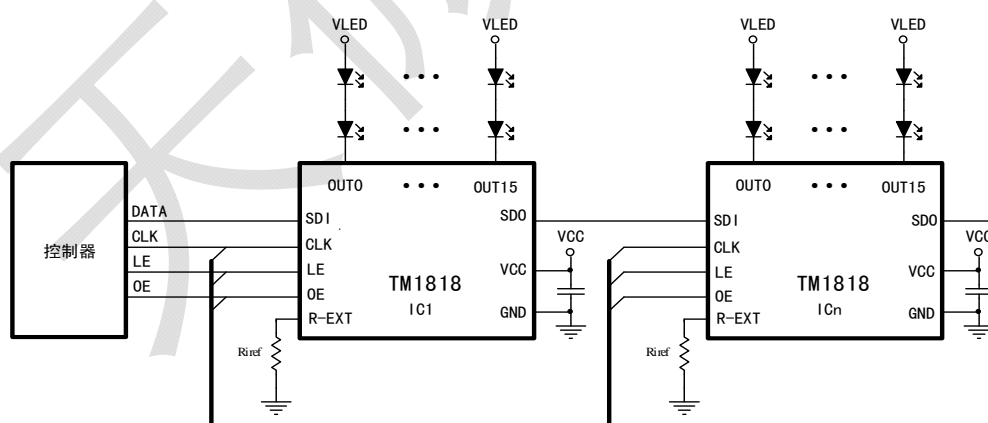 VLED VLED VLED VLED
OUT0 OUT15 OUT0 OUT15
控制器
DATA
CLK
LE
OE
SDI
CLK
LE
OE
R-EXT
SDO
VCC
GND
TM1818
IC1
VCC
Riref
SDI
CLK
LE
OE
R-EXT
SDO
VCC
GND
TM1818
ICn
VCC
Riref